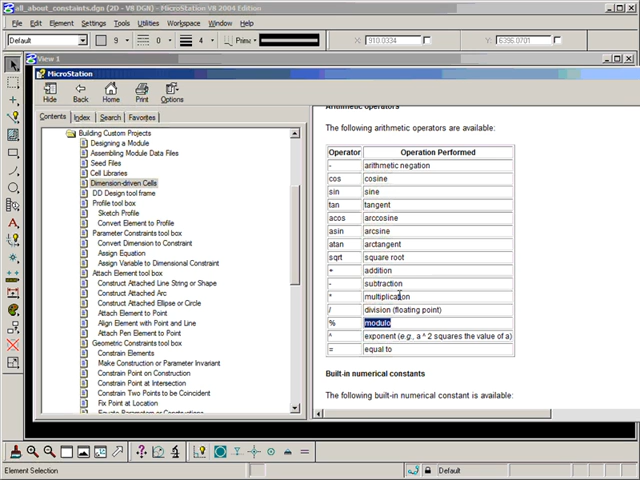 all_about_constaints.dgn (2D - V8 DGN) - MicroStation V8 2004 Edition
File Edit Element Settings Tools Utilities Workspace Window Help
Default 9 0 4 X: 910.0334 Y: 6396.0701
View 1
MicroStation
Hide Back Home Print Options
Contents Index Search Favorites
Building Custom Projects
Designing a Module
Assembling Module Data Files
Seed Files
Cell Libraries
Dimension-driven Cells
DD Design tool frame
Profile tool box
Sketch Profile
Convert Element to Profile
Parameter Constraints tool box
Convert Dimension to Constraint
Assign Equation
Assign Variable to Dimensional Constraint
Attach Element tool box
Construct Attached Line String or Shape
Construct Attached Arc
Construct Attached Ellipse or Circle
Attach Element to Point
Align Element with Point and Line
Attach Pen Element to Point
Geometric Constraints tool box
Constrain Elements
Make Construction or Parameter Invariant
Constrain Point on Construction
Constrain Point at Intersection
Constrain Two Points to be Coincident
Fix Point at Location
Equate Parameters or Constructions
Arithmetic operators
The following arithmetic operators are available:
Operator Operation Performed
- arithmetic negation
cos cosine
sin sine
tan tangent
acos arccosine
asin arcsine
atan arctangent
sqrt square root
+ addition
- subtraction
* multiplication
/ division (floating point)
% modulo
^ exponent (e.g., a ^ 2 squares the value of a)
= equal to
Built-in numerical constants
The following built-in numerical constant is available:
Element Selection Default